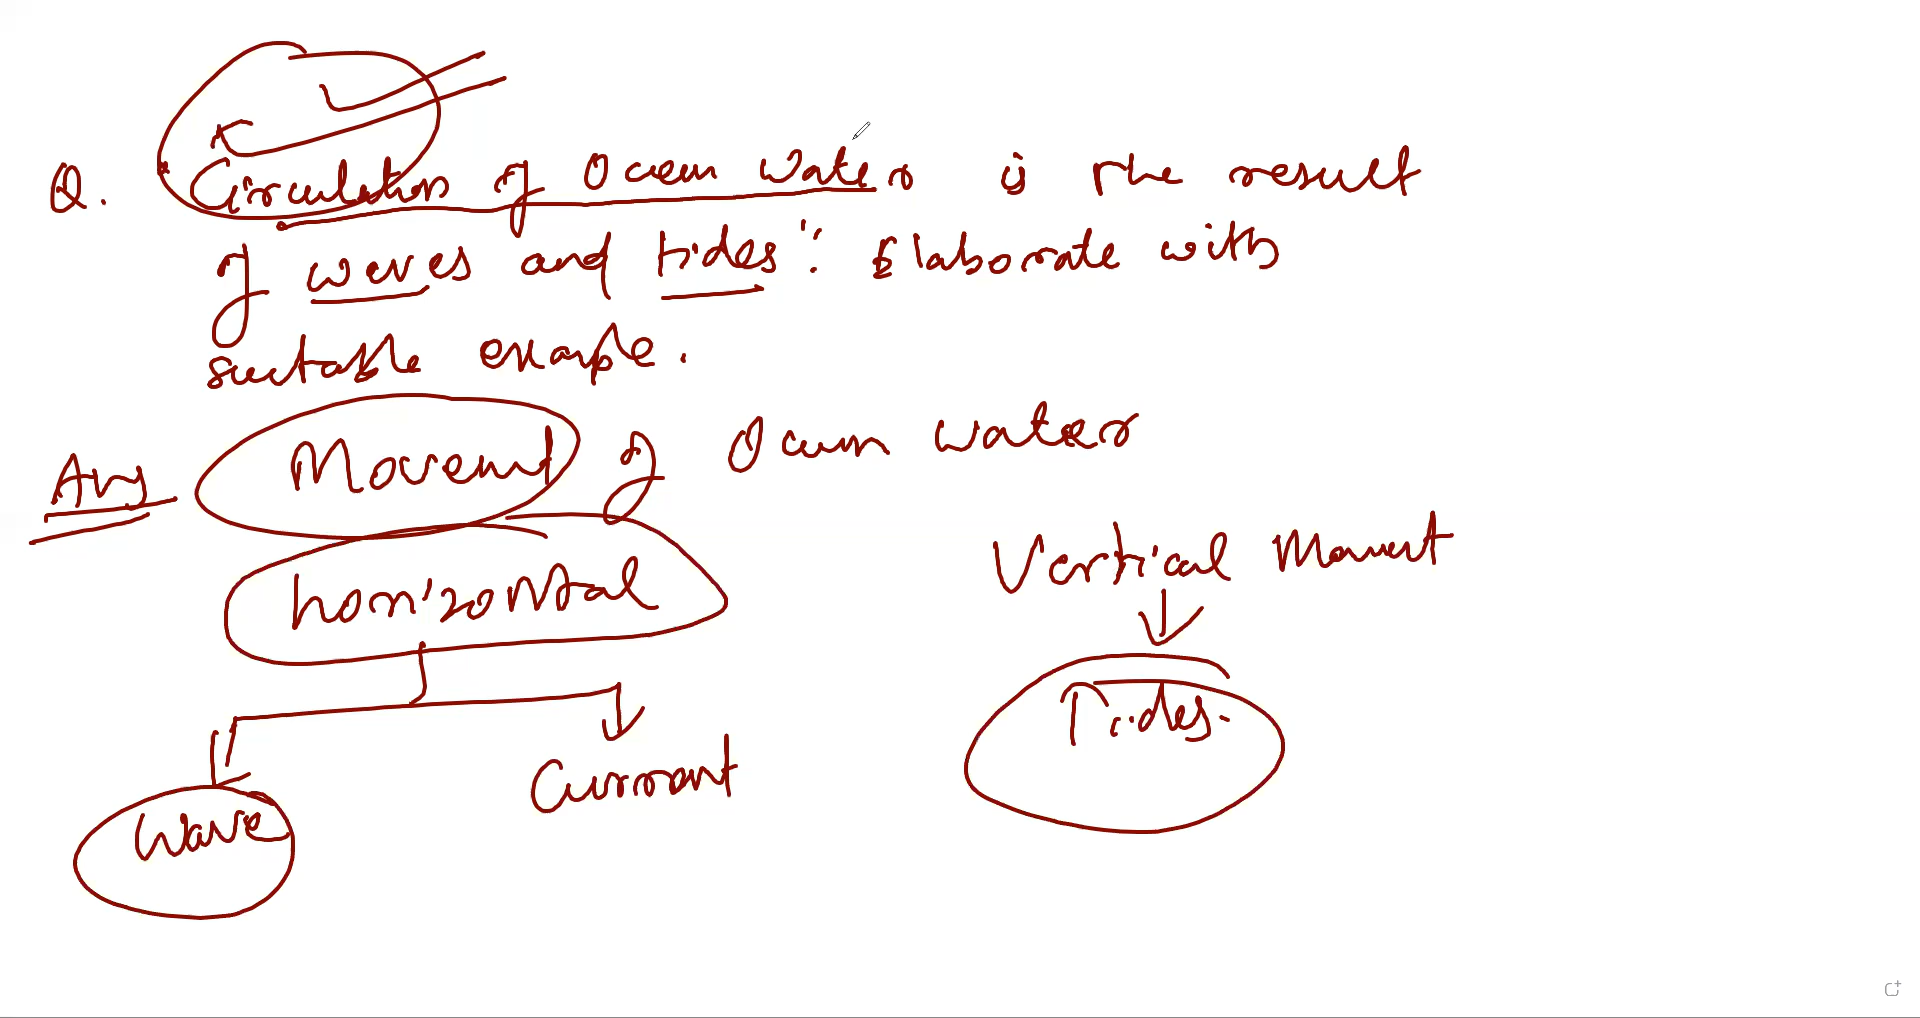 Q. Circulation of Ocean Water is the result
of waves and tides". Elaborate with
suitable example.
Ans Movement of Ocean water
horizontal Vertical Movement
Wave Current Tides.